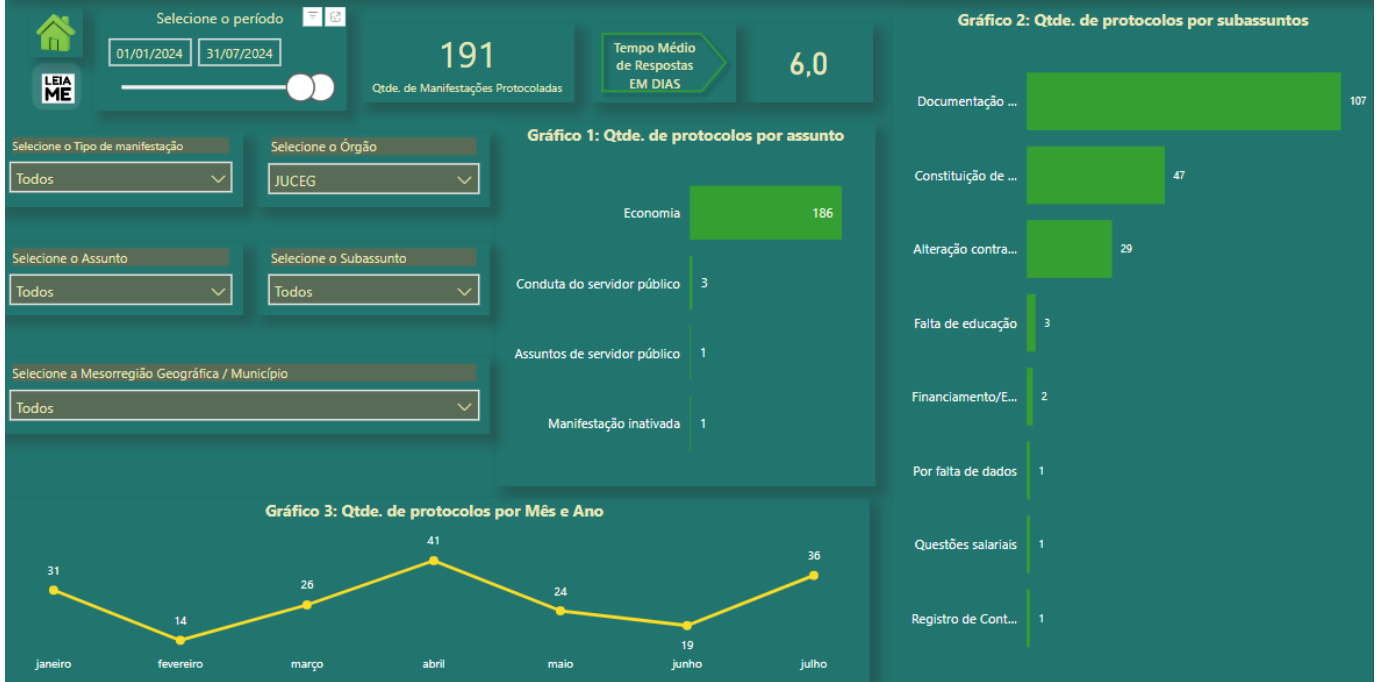 Selecione o período
01/01/2024
31/07/2024
LEIA
ME
191
Qtde. de Manifestações Protocoladas
Tempo Médio
de Respostas
EM DIAS
6,0
Selecione o Tipo de manifestação
Todos
Selecione o Órgão
JUCEG
Selecione o Assunto
Todos
Selecione o Subassunto
Todos
Selecione a Mesorregião Geográfica / Município
Todos
Gráfico 1: Qtde. de protocolos por assunto
Economia 186
Conduta do servidor público 3
Assuntos de servidor público 1
Manifestação inativada 1
Gráfico 2: Qtde. de protocolos por subassuntos
Documentação ... 107
Constituição de ... 47
Alteração contra... 29
Falta de educação 3
Financiamento/E... 2
Por falta de dados 1
Questões salariais 1
Registro de Cont... 1
Gráfico 3: Qtde. de protocolos por Mês e Ano
31
14
26
41
24
19
36
janeiro fevereiro março abril maio junho julho